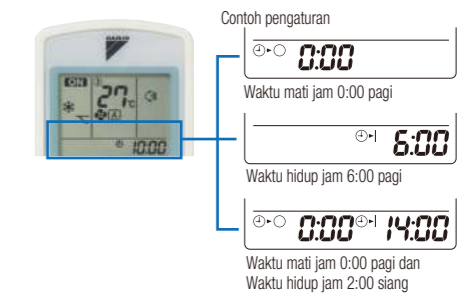 Contoh pengaturan
DAIKIN
0:00
Waktu mati jam 0:00 pagi
ON
27°c
A
6:00
10:00
Waktu hidup jam 6:00 pagi
0:00 14:00
Waktu mati jam 0:00 pagi dan
Waktu hidup jam 2:00 siang